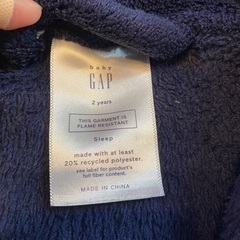 baby
GAP
2 years
THIS GARMENT IS
FLAME RESISTANT
Sleep
made with at least
20% recycled polyester.
see label for product's
full fiber content.
MADE IN CHINA